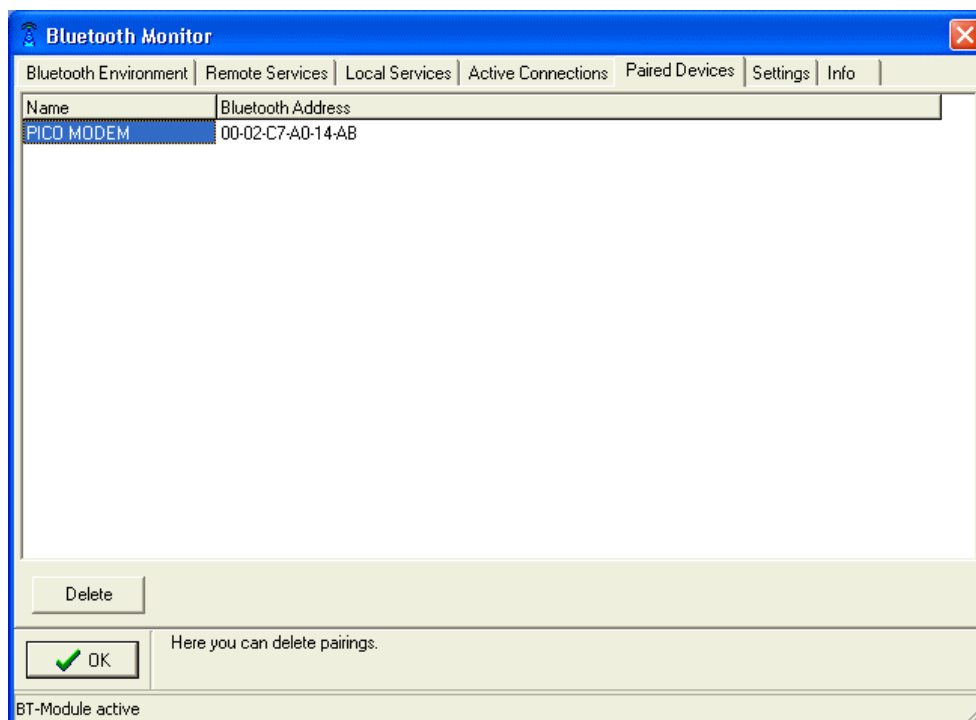 Bluetooth Monitor
Bluetooth Environment Remote Services Local Services Active Connections Paired Devices Settings Info
Name Bluetooth Address
PICO MODEM 00-02-C7-A0-14-AB
Delete
OK Here you can delete pairings.
BT-Module active